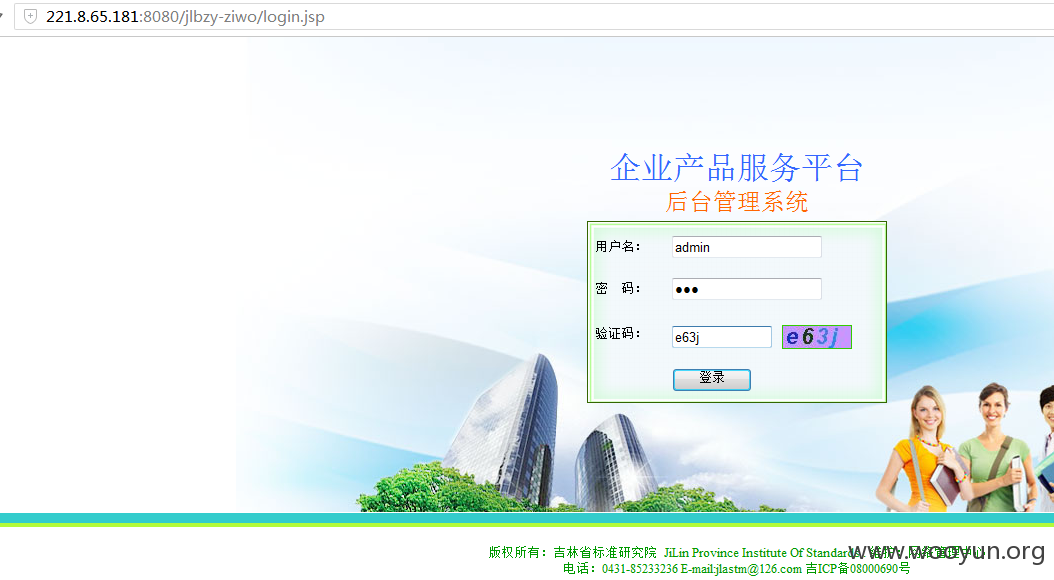 221.8.65.181:8080/jlbzy-ziwo/login.jsp
企业产品服务平台
后台管理系统
用户名： admin
密 码： ●●●
验证码： e63j e63j
登录
版权所有：吉林省标准研究院 JiLin Province Institute Of Standards
www.wooyun.org
电话：0431-85233236 E-mail:jlastm@126.com 吉ICP备08000690号